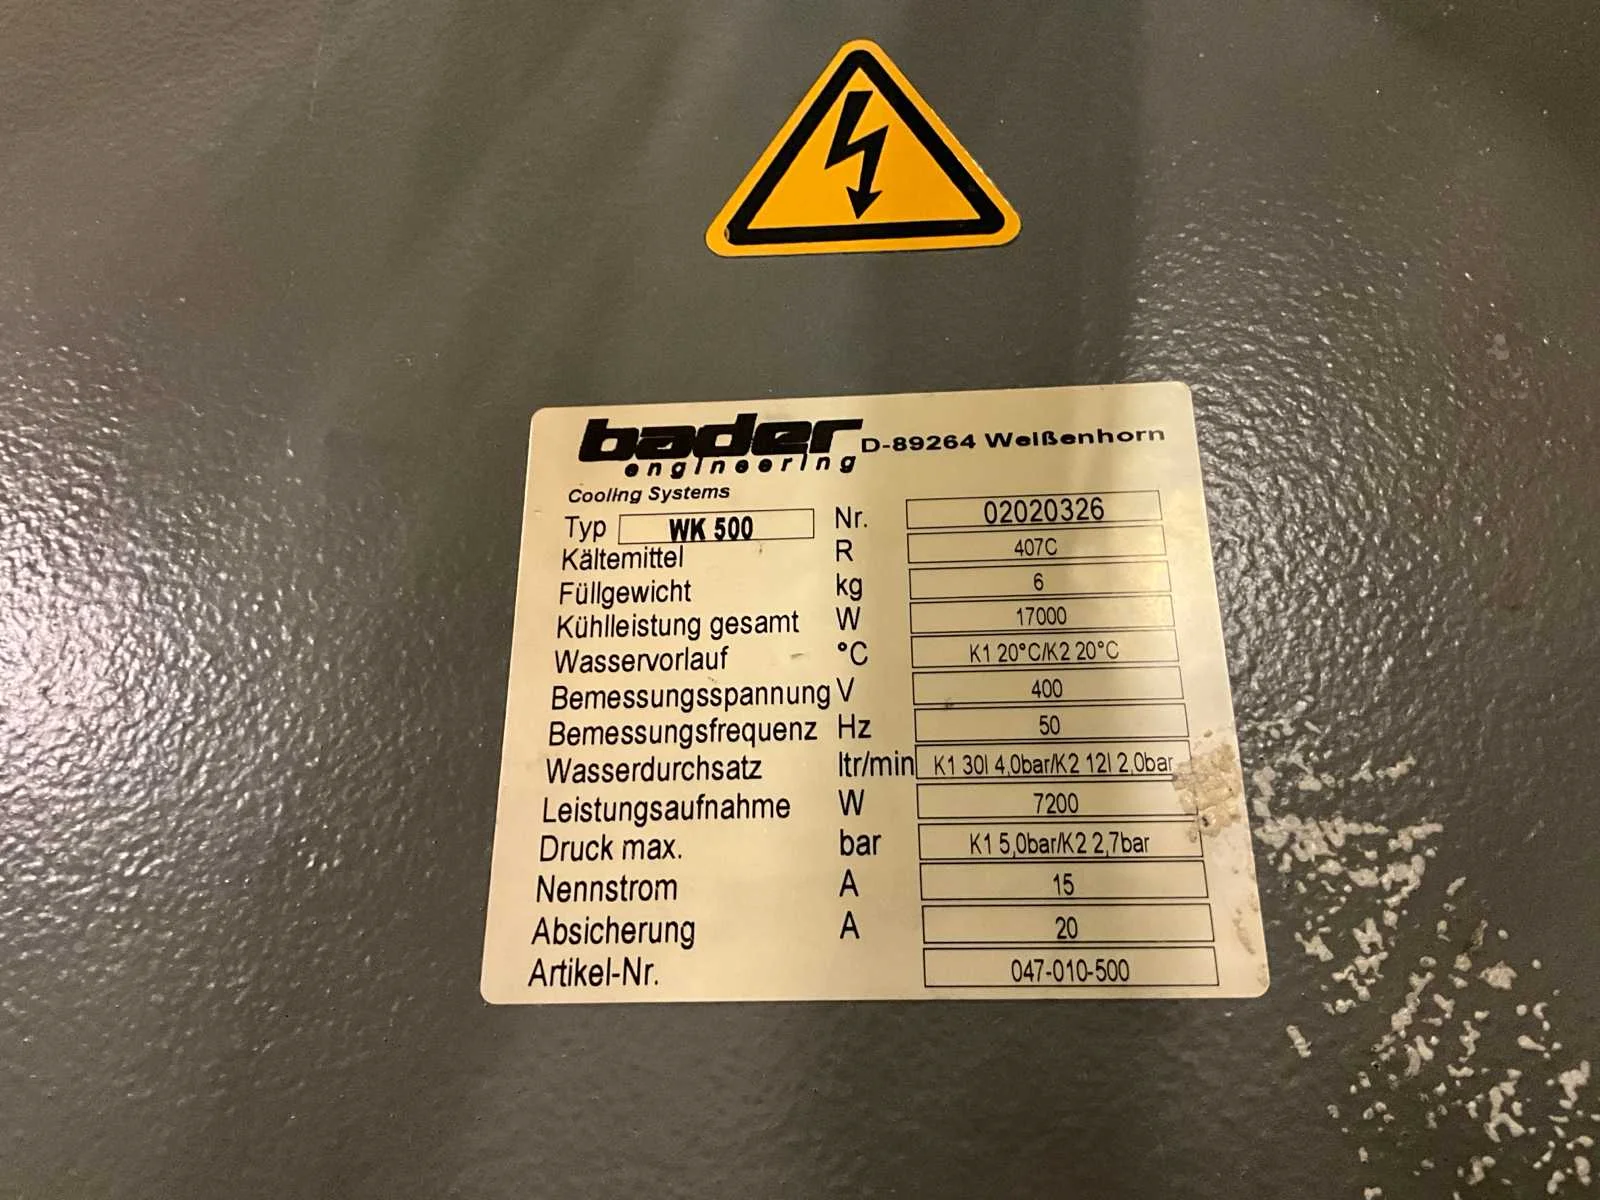 bader D-89264 Weißenhorn
engineering
Cooling Systems
Typ WK 500 Nr. 02020326
Kältemittel R 407C
Füllgewicht kg 6
Kühlleistung gesamt W 17000
Wasservorlauf °C K1 20°C/K2 20°C
Bemessungsspannung V 400
Bemessungsfrequenz Hz 50
Wasserdurchsatz ltr/min K1 30l 4,0bar/K2 12l 2,0bar
Leistungsaufnahme W 7200
Druck max. bar K1 5,0bar/K2 2,7bar
Nennstrom A 15
Absicherung A 20
Artikel-Nr. 047-010-500